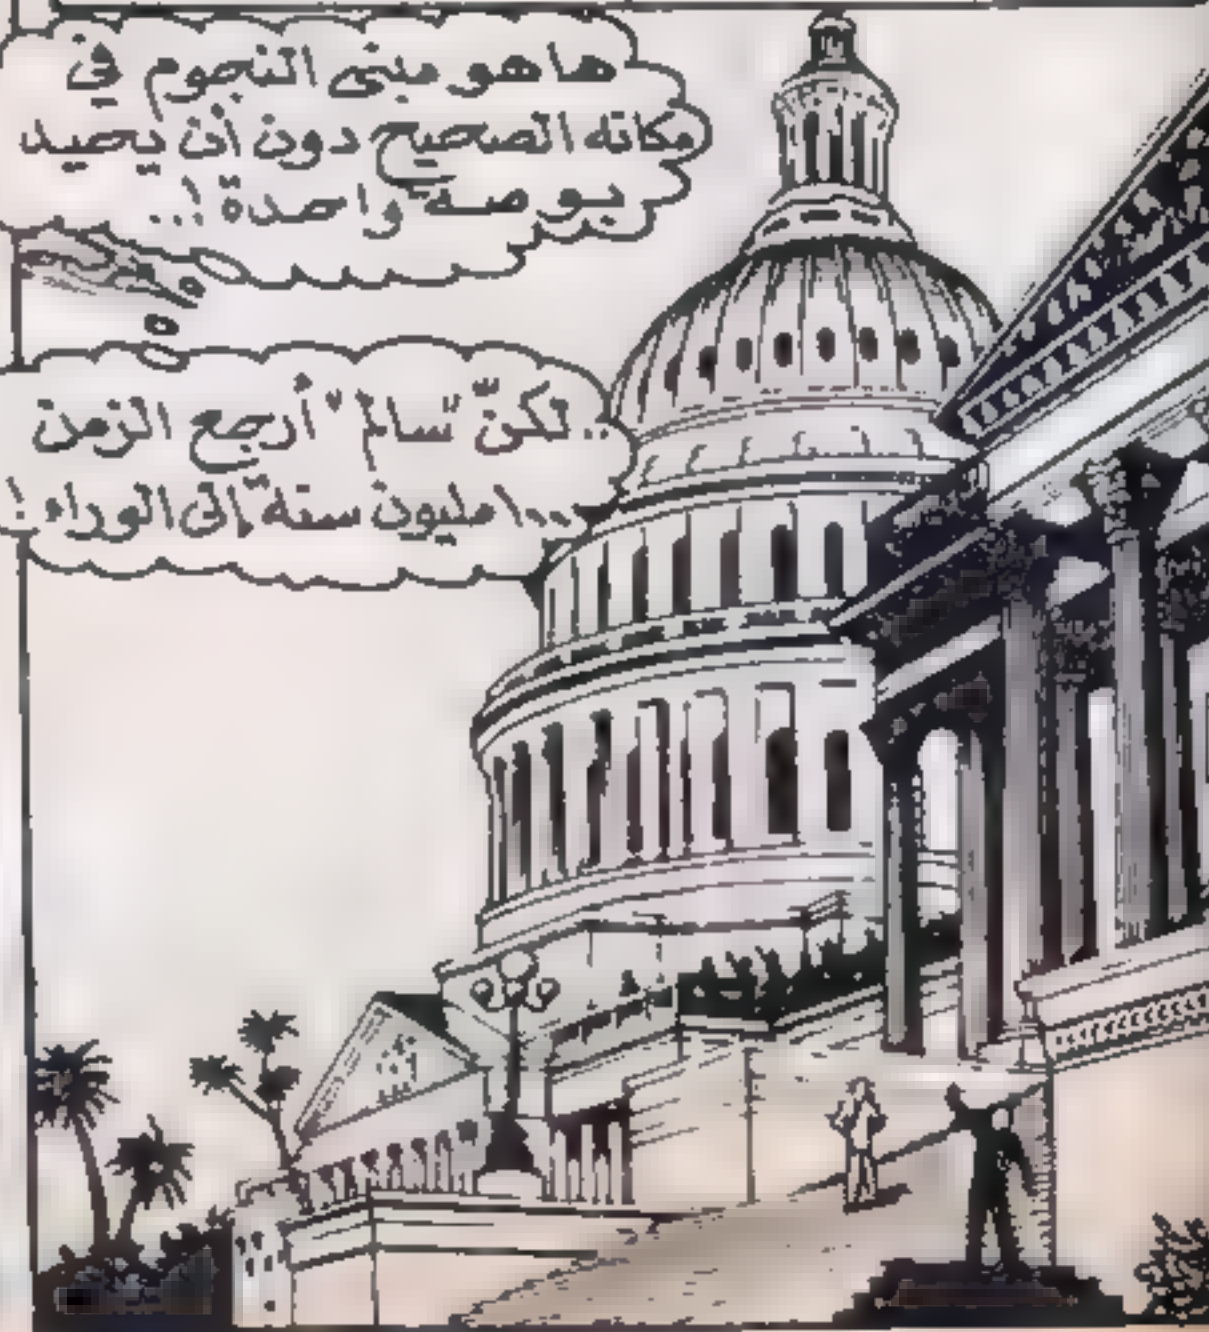 هاهو مبنى النجوم في
مكانه الصحيح دون أن يحيد
بوصة واحدة !..
.. لكنّ "سالم" أرجع الزمن
..١ مليون سنة إلى الوراء !